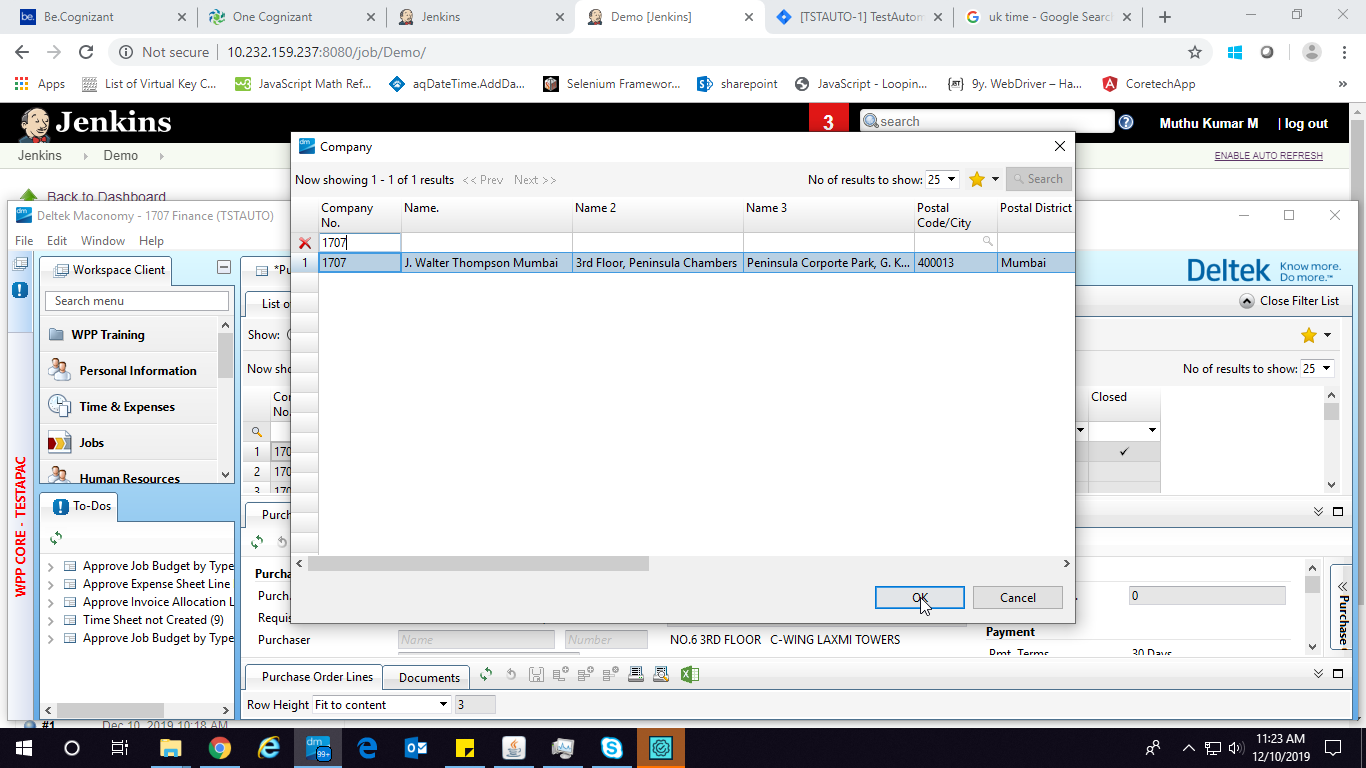 Be.Cognizant
One Cognizant
Jenkins
Demo [Jenkins]
[TSTAUTO-1] TestAutom
uk time - Google Searc
Not secure
10.232.159.237:8080/job/Demo/
Apps
List of Virtual Key C...
JavaScript Math Ref...
aqDateTime.AddDa...
Selenium Framewor...
sharepoint
JavaScript - Loopin...
9y. WebDriver – Ha...
CoretechApp
Jenkins
3
search
Muthu Kumar M
| log out
Jenkins
Demo
ENABLE AUTO REFRESH
Back to Dashboard
Company
Now showing 1 - 1 of 1 results
<< Prev
Next >>
No of results to show: 25
Search
Company No.
Name.
Name 2
Name 3
Postal Code/City
Postal District
1707
1 1707 J. Walter Thompson Mumbai 3rd Floor, Peninsula Chambers Peninsula Corporte Park, G. K... 400013 Mumbai
OK
Cancel
Deltek Maconomy - 1707 Finance (TSTAUTO)
File Edit Window Help
Workspace Client
*Pu
Deltek
Know more.
Do more.™
Search menu
List o
Close Filter List
WPP Training
Show:
Personal Information
Now sho
No of results to show: 25
Time & Expenses
Co
No.
Closed
Jobs
1 170
Human Resources
2 170
3 170
WPP CORE - TESTAPAC
To-Dos
Purch
Approve Job Budget by Type
Approve Expense Sheet Line
Approve Invoice Allocation L
Time Sheet not Created (9)
Approve Job Budget by Type
Purcha
Purch.
0
Requis
Payment
Purchaser
Name
Number
NO.6 3RD FLOOR C-WING LAXMI TOWERS
Pmt. Terms
30 Days
Purchase
Purchase Order Lines
Documents
Row Height Fit to content
3
#1
Dec 10, 2019 10:18 AM
99+
11:23 AM
12/10/2019